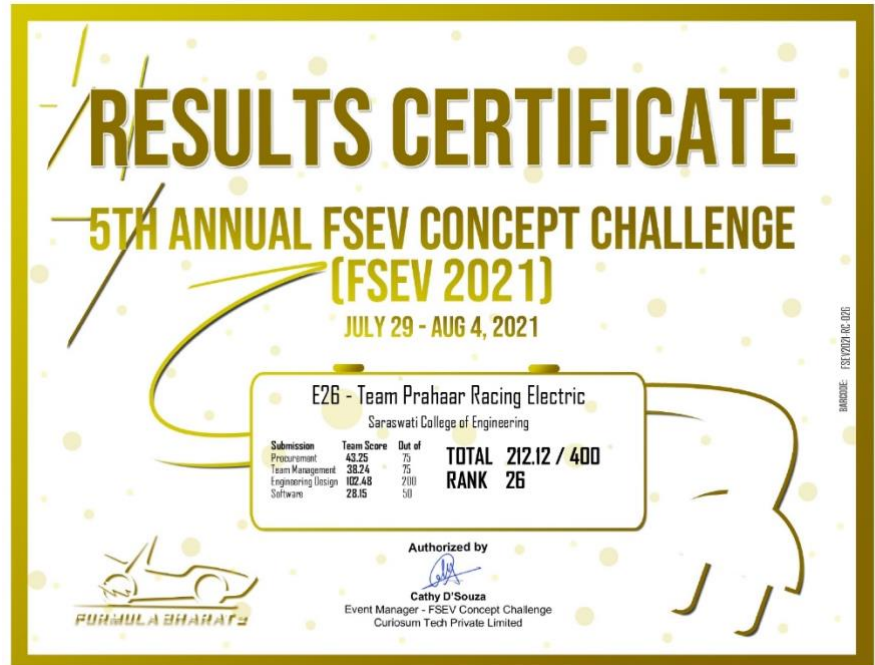 RESULTS CERTIFICATE
5TH ANNUAL FSEV CONCEPT CHALLENGE
(FSEV 2021)
JULY 29 - AUG 4, 2021
E26 - Team Prahaar Racing Electric
Saraswati College of Engineering
Submission Team Score Out of
Procurement 43.25 75
Team Management 38.24 75
Engineering Design 102.48 200
Software 28.15 50
TOTAL 212.12 / 400
RANK 26
Authorized by
Cathy D'Souza
Event Manager - FSEV Concept Challenge
Curiosum Tech Private Limited
FORMULA BHARAT
BARCODE: FSEV2021-RC-026